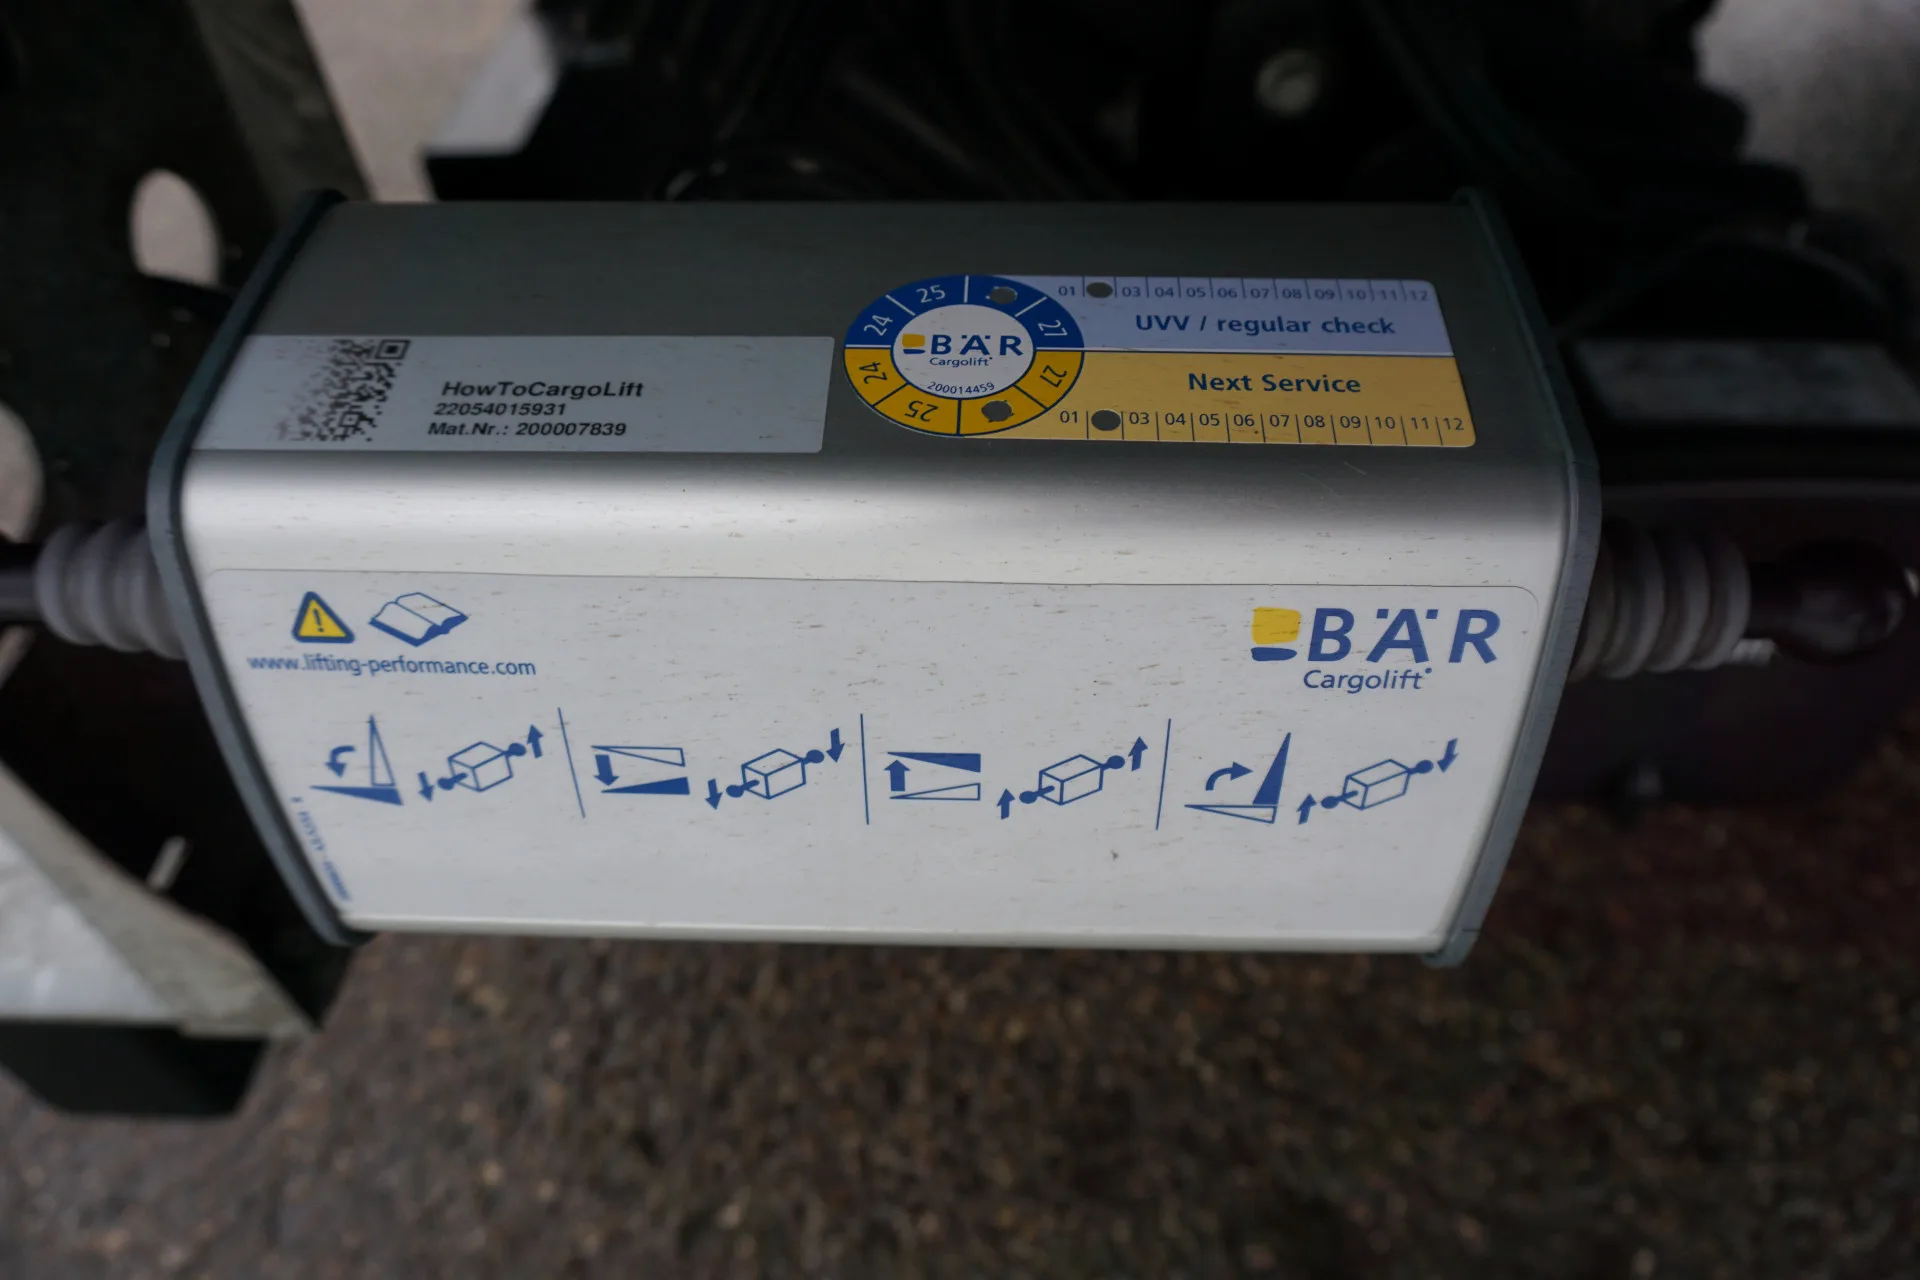 25
24
27
BÄR
Cargolift
200014459
24
25
27
01 03 04 05 06 07 08 09 10 11 12
UVV / regular check
Next Service
01 03 04 05 06 07 08 09 10 11 12
HowToCargoLift
22054015931
Mat.Nr.: 200007839
www.lifting-performance.com
BÄR
Cargolift